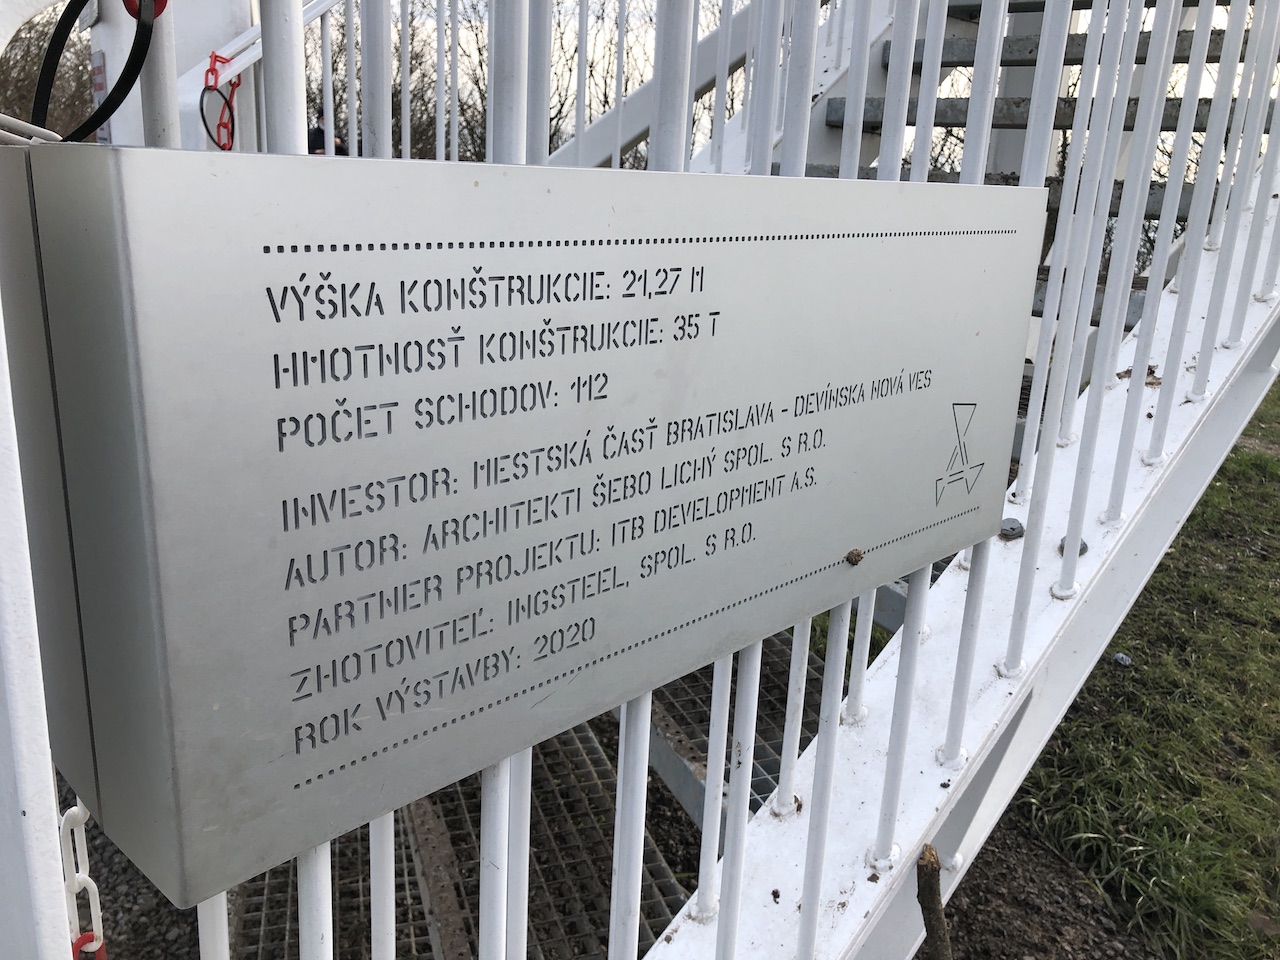 VÝŠKA KONŠTRUKCIE: 21,27 M
HMOTNOSŤ KONŠTRUKCIE: 35 T
POČET SCHODOV: 112
INVESTOR: MESTSKÁ ČASŤ BRATISLAVA - DEVÍNSKA NOVÁ VES
AUTOR: ARCHITEKTI ŠEBO LICHÝ SPOL. S R.O.
PARTNER PROJEKTU: ITB DEVELOPMENT A.S.
ZHOTOVITEĽ: INGSTEEL, SPOL. S R.O.
ROK VÝSTAVBY: 2020